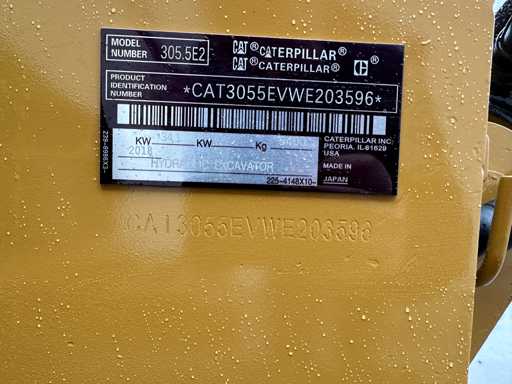 MODEL NUMBER 305.5E2
CAT ® CATERPILLAR ®
CAT ® CATERPILLAR ®
PRODUCT IDENTIFICATION NUMBER *CAT3055EVWE203596*
KW KW Kg
2018
HYDRAULIC EXCAVATOR
CATERPILLAR INC.
PEORIA, IL 61629
USA
MADE IN
JAPAN
225-4148X10-
CAT3055EVWE203596